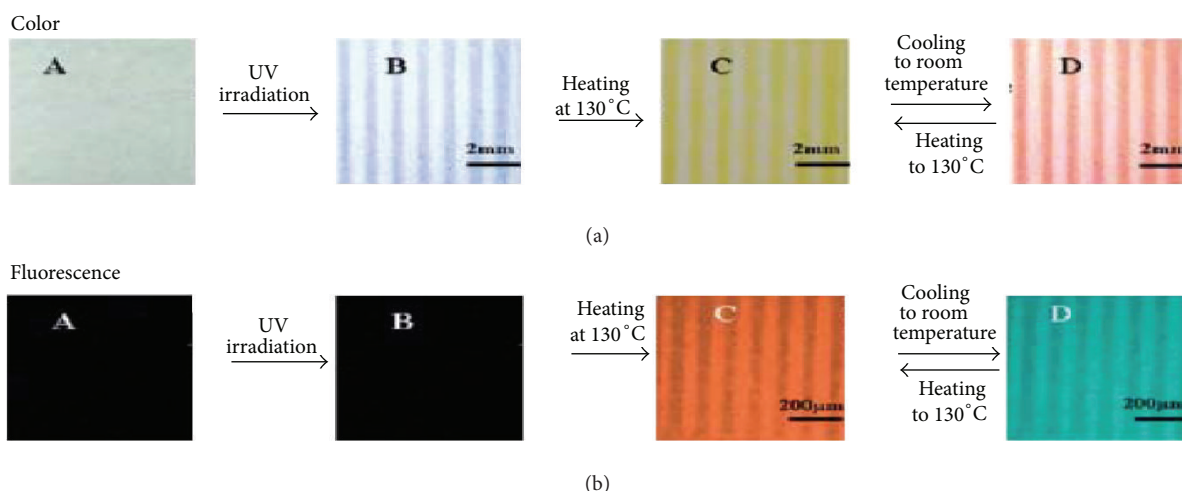 Color
A
UV
irradiation
B
2mm
Heating
at 130°C
C
2mm
Cooling
to room
temperature
Heating
to 130°C
D
2mm
(a)
Fluorescence
A
UV
irradiation
B
Heating
at 130°C
C
200μm
Cooling
to room
temperature
Heating
to 130°C
D
200μm
(b)